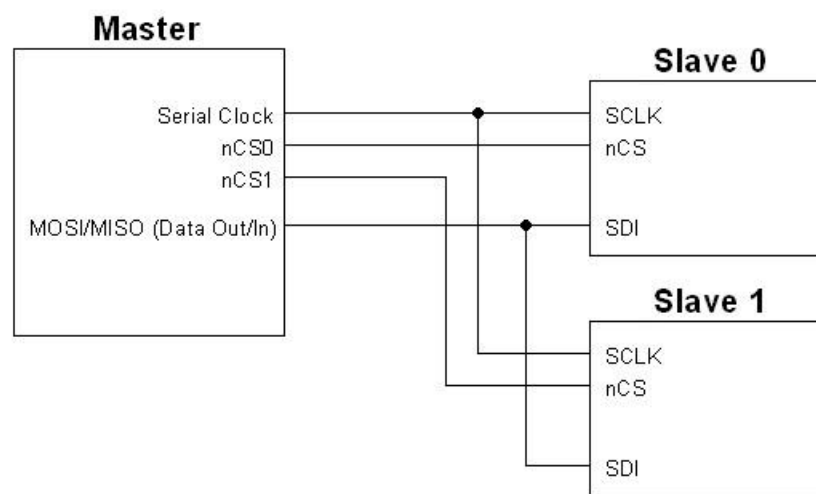 Master
Serial Clock
nCS0
nCS1
MOSI/MISO (Data Out/In)
Slave 0
SCLK
nCS
SDI
Slave 1
SCLK
nCS
SDI